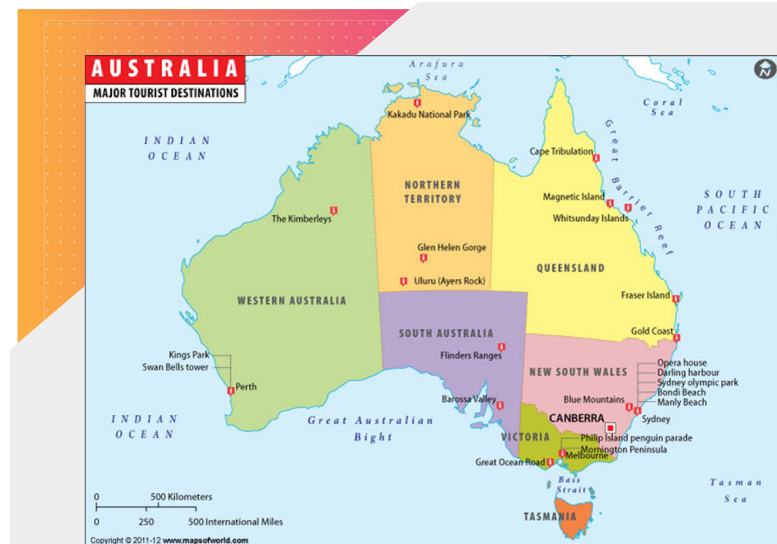 AUSTRALIA
MAJOR TOURIST DESTINATIONS
Arafura
Sea
N
Coral
Sea
Kakadu National Park
INDIAN
OCEAN
Cape Tribulation
Great Barrier Reef
NORTHERN
TERRITORY
Magnetic Island
Whitsunday Islands
SOUTH
PACIFIC
OCEAN
The Kimberleys
Glen Helen Gorge
QUEENSLAND
Uluru (Ayers Rock)
WESTERN AUSTRALIA
Fraser Island
SOUTH AUSTRALIA
Gold Coast
Kings Park
Swan Bells tower
Flinders Ranges
NEW SOUTH WALES
Opera house
Darling harbour
Sydney olympic park
Bondi Beach
Manly Beach
Perth
Barossa Valley
Blue Mountains
Sydney
CANBERRA
INDIAN
OCEAN
Great Australian
Bight
VICTORIA
Philip Island penguin parade
Mornington Peninsula
Melbourne
Great Ocean Road
Bass
Strait
Tasman
Sea
TASMANIA
0 500 Kilometers
0 250 500 International Miles
Copyright © 2011-12 www.mapsofworld.com